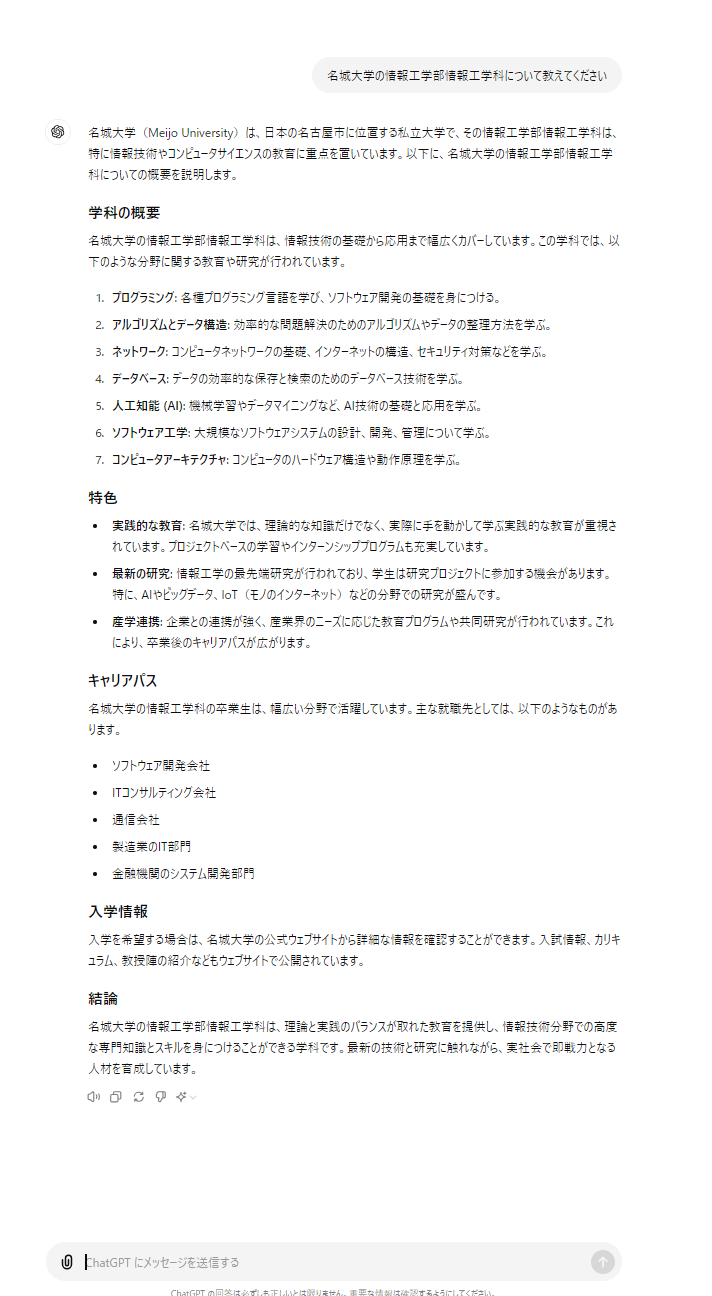 名城大学の情報工学部情報工学科について教えてください
名城大学（Meijo University）は、日本の名古屋市に位置する私立大学で、その情報工学部情報工学科は、
特に情報技術やコンピュータサイエンスの教育に重点を置いています。以下に、名城大学の情報工学部情報工学
科についての概要を説明します。
学科の概要
名城大学の情報工学部情報工学科は、情報技術の基礎から応用まで幅広くカバーしています。この学科では、以
下のような分野に関する教育や研究が行われています。
1. プログラミング: 各種プログラミング言語を学び、ソフトウェア開発の基礎を身につける。
2. アルゴリズムとデータ構造: 効率的な問題解決のためのアルゴリズムやデータの整理方法を学ぶ。
3. ネットワーク: コンピュータネットワークの基礎、インターネットの構造、セキュリティ対策などを学ぶ。
4. データベース: データの効率的な保存と検索のためのデータベース技術を学ぶ。
5. 人工知能 (AI): 機械学習やデータマイニングなど、AI技術の基礎と応用を学ぶ。
6. ソフトウェア工学: 大規模なソフトウェアシステムの設計、開発、管理について学ぶ。
7. コンピュータアーキテクチャ: コンピュータのハードウェア構造や動作原理を学ぶ。
特色
• 実践的な教育: 名城大学では、理論的な知識だけでなく、実際に手を動かして学ぶ実践的な教育が重視さ
れています。プロジェクトベースの学習やインターンシッププログラムも充実しています。
• 最新の研究: 情報工学の最先端研究が行われており、学生は研究プロジェクトに参加する機会があります。
特に、AIやビッグデータ、IoT（モノのインターネット）などの分野での研究が盛んです。
• 産学連携: 企業との連携が強く、産業界のニーズに応じた教育プログラムや共同研究が行われています。これ
により、卒業後のキャリアパスが広がります。
キャリアパス
名城大学の情報工学科の卒業生は、幅広い分野で活躍しています。主な就職先としては、以下のようなものがあ
ります。
• ソフトウェア開発会社
• ITコンサルティング会社
• 通信会社
• 製造業のIT部門
• 金融機関のシステム開発部門
入学情報
入学を希望する場合は、名城大学の公式ウェブサイトから詳細な情報を確認することができます。入試情報、カリキ
ュラム、教授陣の紹介などもウェブサイトで公開されています。
結論
名城大学の情報工学部情報工学科は、理論と実践のバランスが取れた教育を提供し、情報技術分野での高度
な専門知識とスキルを身につけることができる学科です。最新の技術と研究に触れながら、実社会で即戦力となる
人材を育成しています。
ChatGPT にメッセージを送信する
ChatGPT の回答は必ずしも正しいとは限りません。重要な情報は確認するようにしてください。